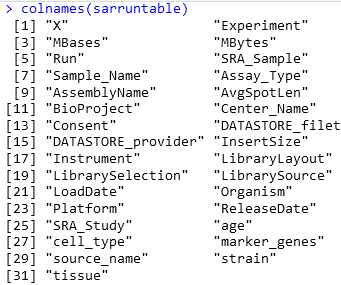 > colnames(sarruntable)
[1] "X" "Experiment"
[3] "MBases" "MBytes"
[5] "Run" "SRA_Sample"
[7] "Sample_Name" "Assay_Type"
[9] "AssemblyName" "AvgSpotLen"
[11] "BioProject" "Center_Name"
[13] "Consent" "DATASTORE_filet
[15] "DATASTORE_provider" "InsertSize"
[17] "Instrument" "LibraryLayout"
[19] "LibrarySelection" "LibrarySource"
[21] "LoadDate" "Organism"
[23] "Platform" "ReleaseDate"
[25] "SRA_Study" "age"
[27] "cell_type" "marker_genes"
[29] "source_name" "strain"
[31] "tissue"